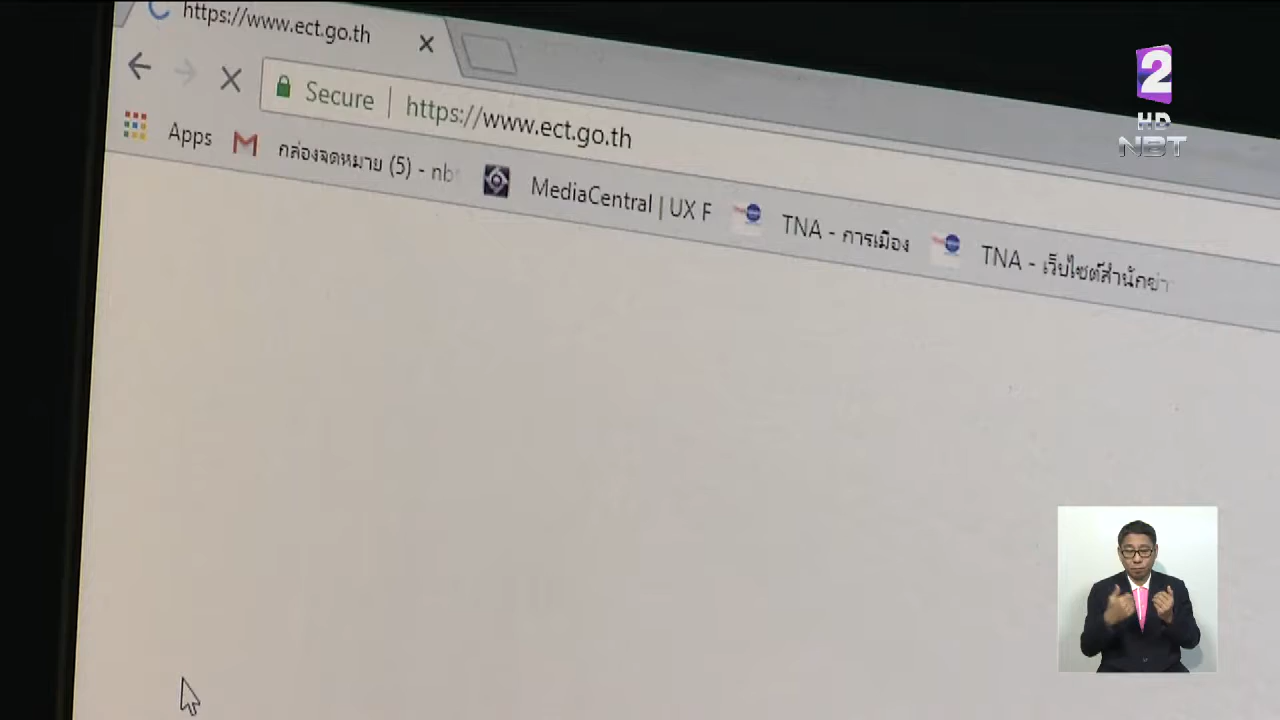 https://www.ect.go.th
Secure | https://www.ect.go.th
Apps กล่องจดหมาย (5) - nb MediaCentral | UX F TNA - การเมือง TNA - เว็บไซต์สำนักข่า
2
HD
NBT